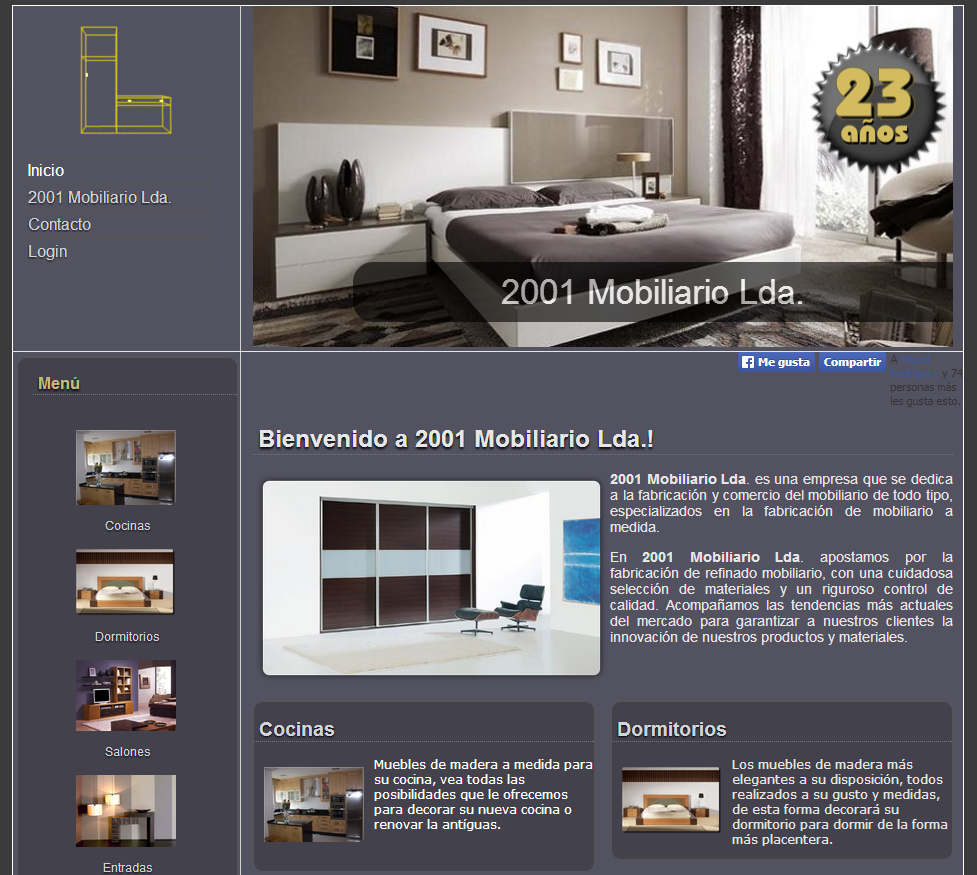 23
años
Inicio
2001 Mobiliario Lda.
Contacto
Login
2001 Mobiliario Lda.
Me gusta
Compartir
A
y 74
personas más
les gusta esto.
Menú
Cocinas
Dormitorios
Salones
Entradas
Bienvenido a 2001 Mobiliario Lda.!
2001 Mobiliario Lda. es una empresa que se dedica
a la fabricación y comercio del mobiliario de todo tipo,
especializados en la fabricación de mobiliario a
medida.
En 2001 Mobiliario Lda. apostamos por la
fabricación de refinado mobiliario, con una cuidadosa
selección de materiales y un riguroso control de
calidad. Acompañamos las tendencias más actuales
del mercado para garantizar a nuestros clientes la
innovación de nuestros productos y materiales.
Cocinas
Muebles de madera a medida para
su cocina, vea todas las
posibilidades que le ofrecemos
para decorar su nueva cocina o
renovar la antíguas.
Dormitorios
Los muebles de madera más
elegantes a su disposición, todos
realizados a su gusto y medidas,
de esta forma decorará su
dormitorio para dormir de la forma
más placentera.